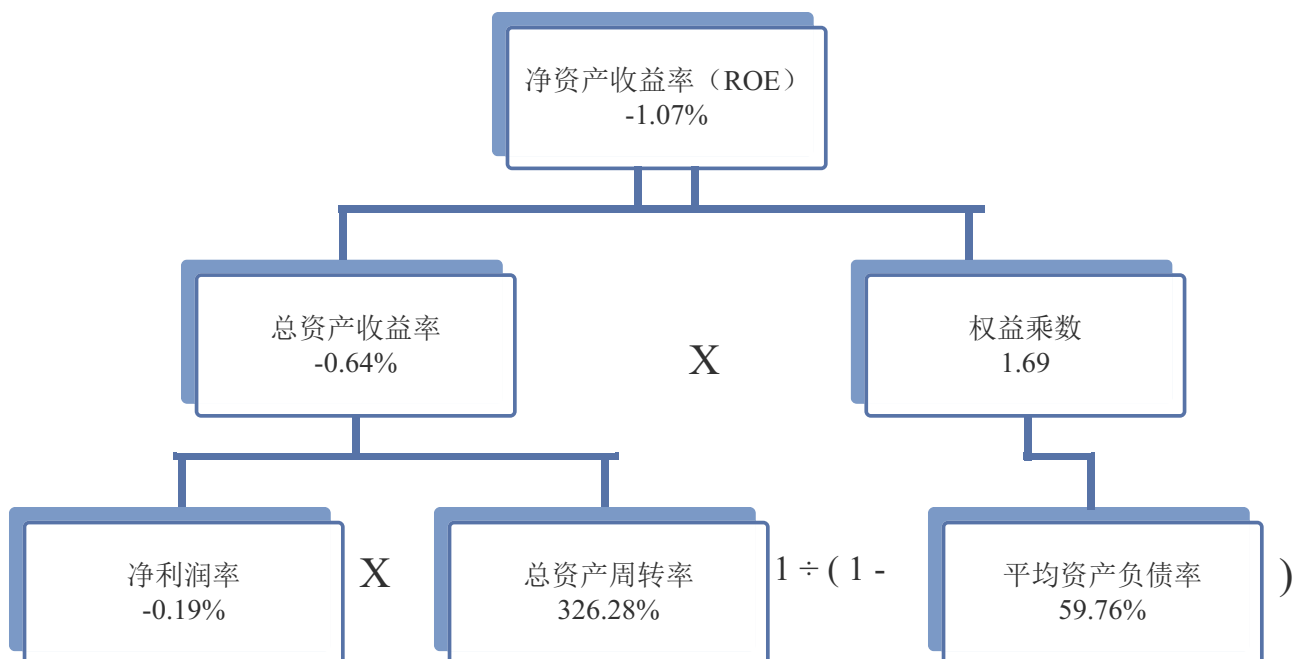 净资产收益率（ROE）
-1.07%
总资产收益率
-0.64%
X
权益乘数
1.69
净利润率
-0.19%
X
总资产周转率
326.28%
1 ÷ ( 1 -
平均资产负债率
59.76%
)